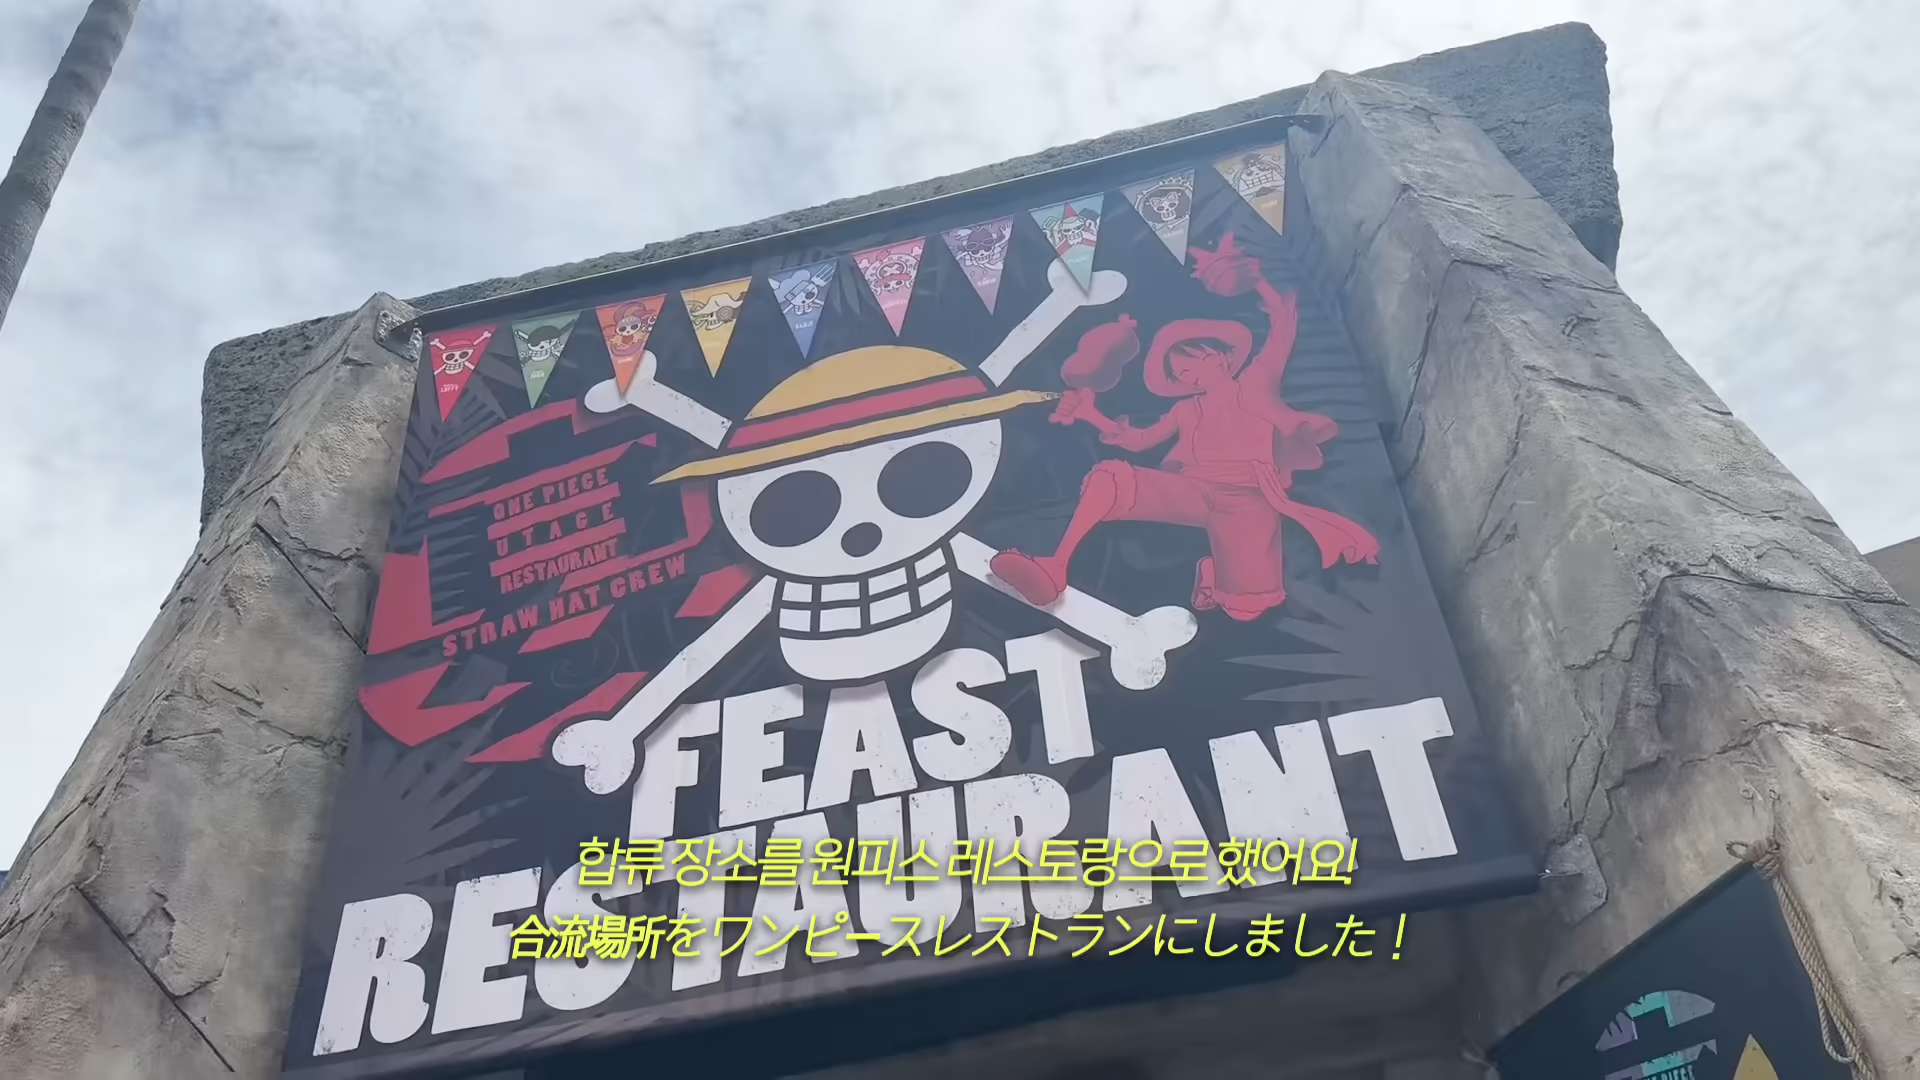 ONE PIECE
UTAGE
RESTAURANT
STRAW HAT CREW
FEAST
RESTAURANT
합류 장소를 원피스 레스토랑으로 했어요!
合流場所をワンピースレストランにしました！